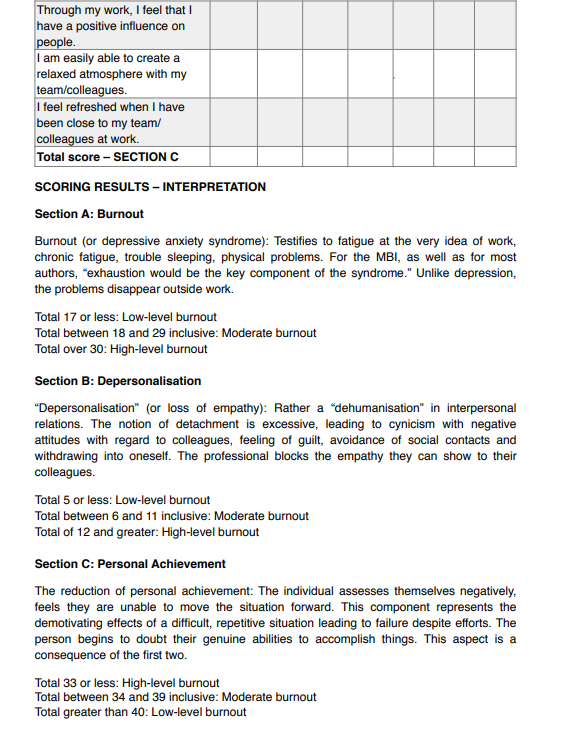 Through my work, I feel that I
have a positive influence on
people.
I am easily able to create a
relaxed atmosphere with my
team/colleagues.
I feel refreshed when I have
been close to my team/
colleagues at work.
Total score – SECTION C
SCORING RESULTS – INTERPRETATION
Section A: Burnout
Burnout (or depressive anxiety syndrome): Testifies to fatigue at the very idea of work,
chronic fatigue, trouble sleeping, physical problems. For the MBI, as well as for most
authors, “exhaustion would be the key component of the syndrome.” Unlike depression,
the problems disappear outside work.
Total 17 or less: Low-level burnout
Total between 18 and 29 inclusive: Moderate burnout
Total over 30: High-level burnout
Section B: Depersonalisation
“Depersonalisation” (or loss of empathy): Rather a “dehumanisation” in interpersonal
relations. The notion of detachment is excessive, leading to cynicism with negative
attitudes with regard to colleagues, feeling of guilt, avoidance of social contacts and
withdrawing into oneself. The professional blocks the empathy they can show to their
colleagues.
Total 5 or less: Low-level burnout
Total between 6 and 11 inclusive: Moderate burnout
Total of 12 and greater: High-level burnout
Section C: Personal Achievement
The reduction of personal achievement: The individual assesses themselves negatively,
feels they are unable to move the situation forward. This component represents the
demotivating effects of a difficult, repetitive situation leading to failure despite efforts. The
person begins to doubt their genuine abilities to accomplish things. This aspect is a
consequence of the first two.
Total 33 or less: High-level burnout
Total between 34 and 39 inclusive: Moderate burnout
Total greater than 40: Low-level burnout